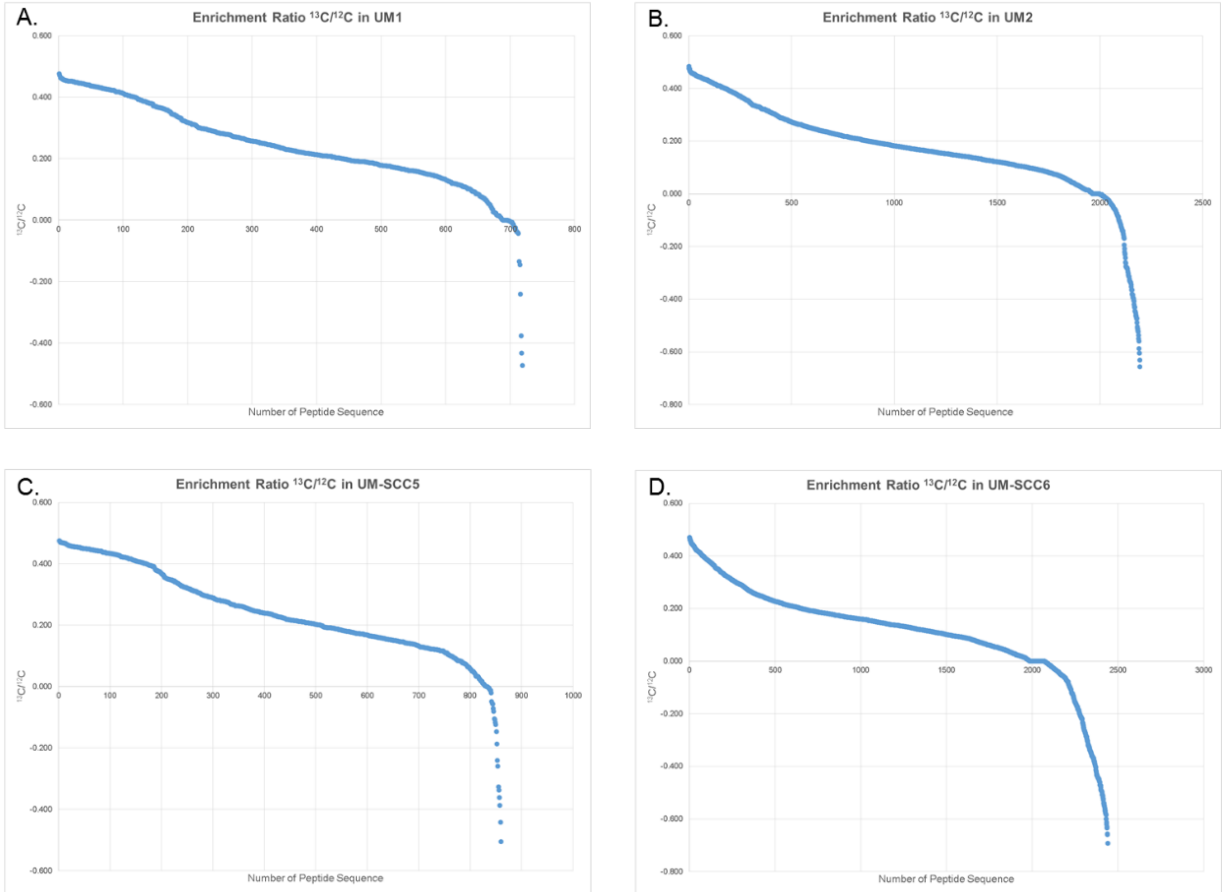 A.
Enrichment Ratio ¹³C/¹²C in UM1
0.600
0.400
0.200
0.000
-0.200
-0.400
-0.600
0 100 200 300 400 500 600 700 800
¹³C/¹²C
Number of Peptide Sequence
B.
Enrichment Ratio ¹³C/¹²C in UM2
0.600
0.400
0.200
0.000
-0.200
-0.400
-0.600
-0.800
0 500 1000 1500 2000 2500
¹³C/¹²C
Number of Peptide Sequence
C.
Enrichment Ratio ¹³C/¹²C in UM-SCC5
0.600
0.400
0.200
0.000
-0.200
-0.400
-0.600
0 100 200 300 400 500 600 700 800 900 1000
¹³C/¹²C
Number of Peptide Sequence
D.
Enrichment Ratio ¹³C/¹²C in UM-SCC6
0.600
0.400
0.200
0.000
-0.200
-0.400
-0.600
-0.800
0 500 1000 1500 2000 2500 3000
¹³C/¹²C
Number of Peptide Sequence